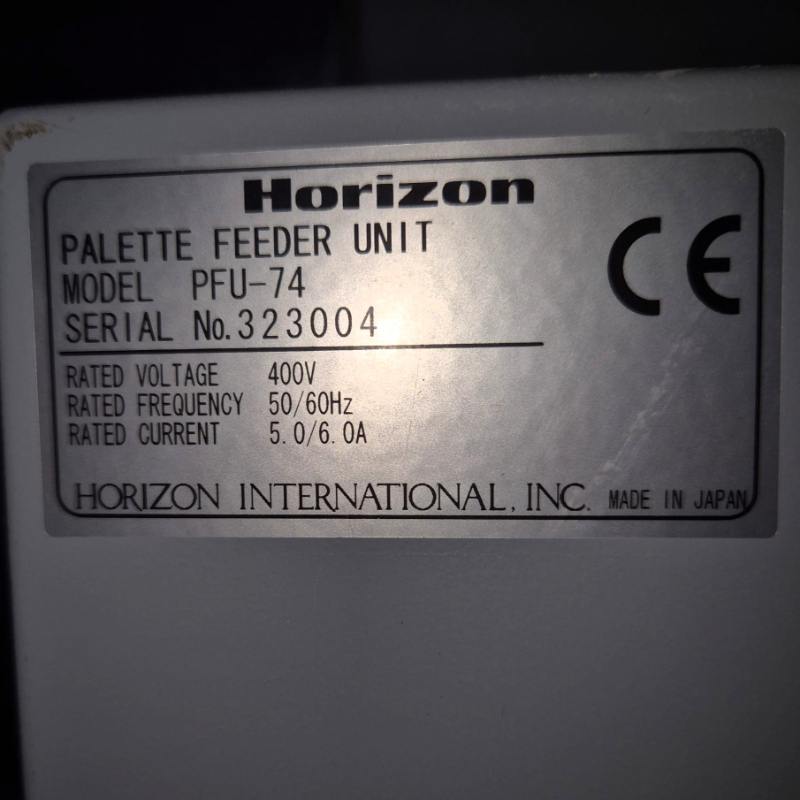 Horizon
PALETTE FEEDER UNIT
MODEL PFU-74
SERIAL No.323004
RATED VOLTAGE 400V
RATED FREQUENCY 50/60Hz
RATED CURRENT 5.0/6.0A
HORIZON INTERNATIONAL, INC. MADE IN JAPAN
CE